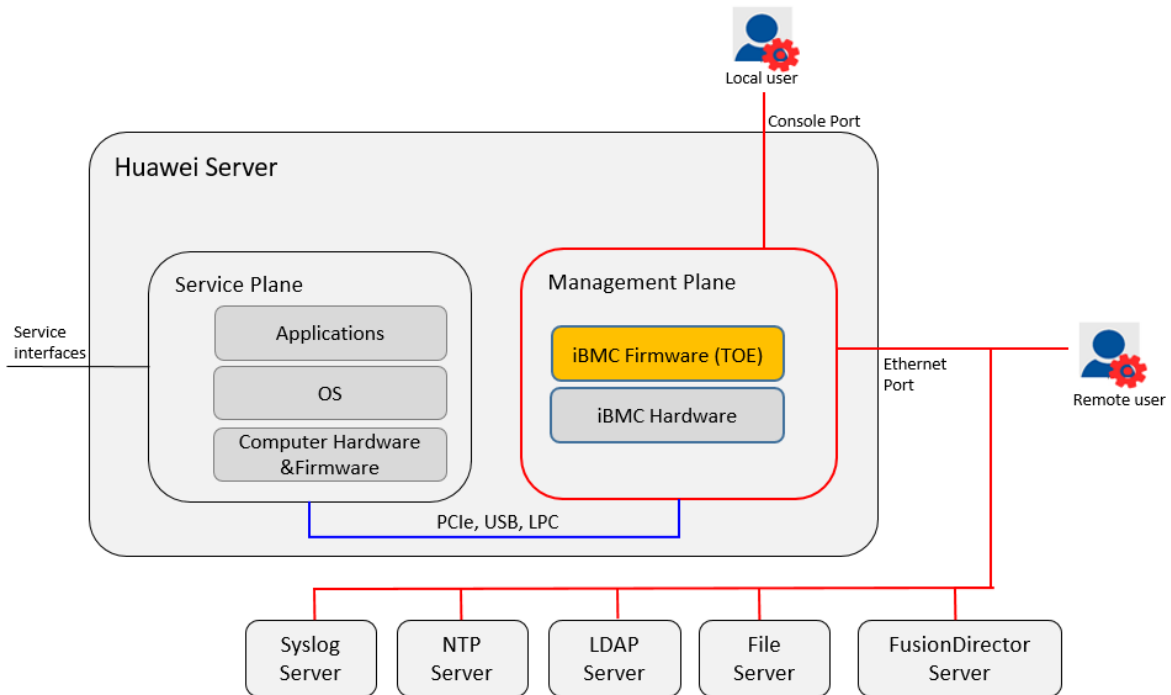 Local user
Console Port
Huawei Server
Service Plane
Applications
OS
Computer Hardware
&Firmware
Management Plane
iBMC Firmware (TOE)
iBMC Hardware
Service
interfaces
Ethernet
Port
Remote user
PCIe, USB, LPC
Syslog
Server
NTP
Server
LDAP
Server
File
Server
FusionDirector
Server